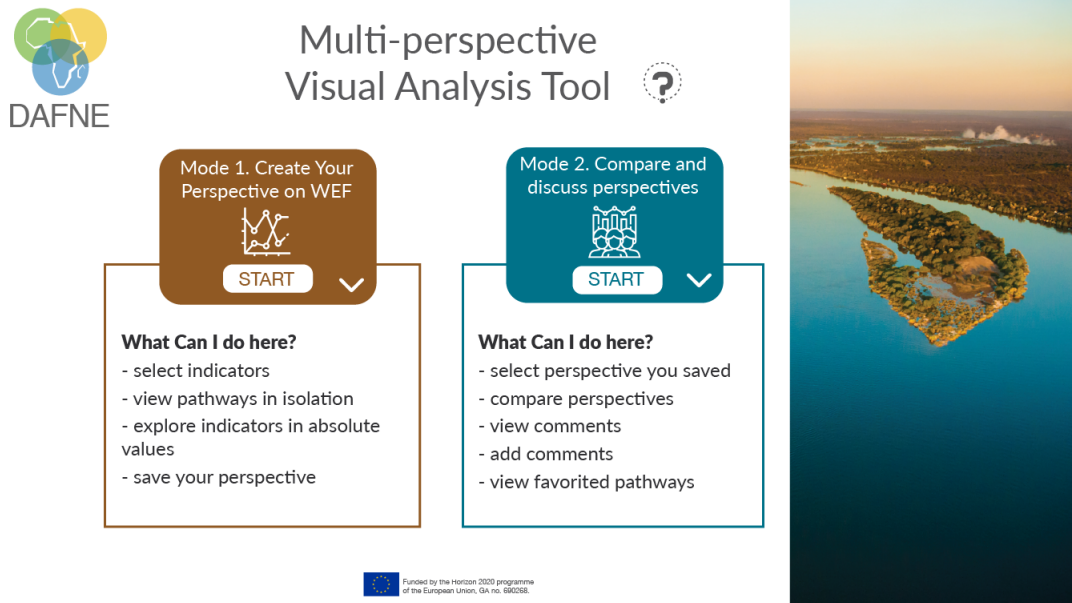 DAFNE
Multi-perspective
Visual Analysis Tool
?
Mode 1. Create Your
Perspective on WEF
START
What Can I do here?
- select indicators
- view pathways in isolation
- explore indicators in absolute
values
- save your perspective
Mode 2. Compare and
discuss perspectives
START
What Can I do here?
- select perspective you saved
- compare perspectives
- view comments
- add comments
- view favorited pathways
Funded by the Horizon 2020 programme
of the European Union, GA no. 690268.